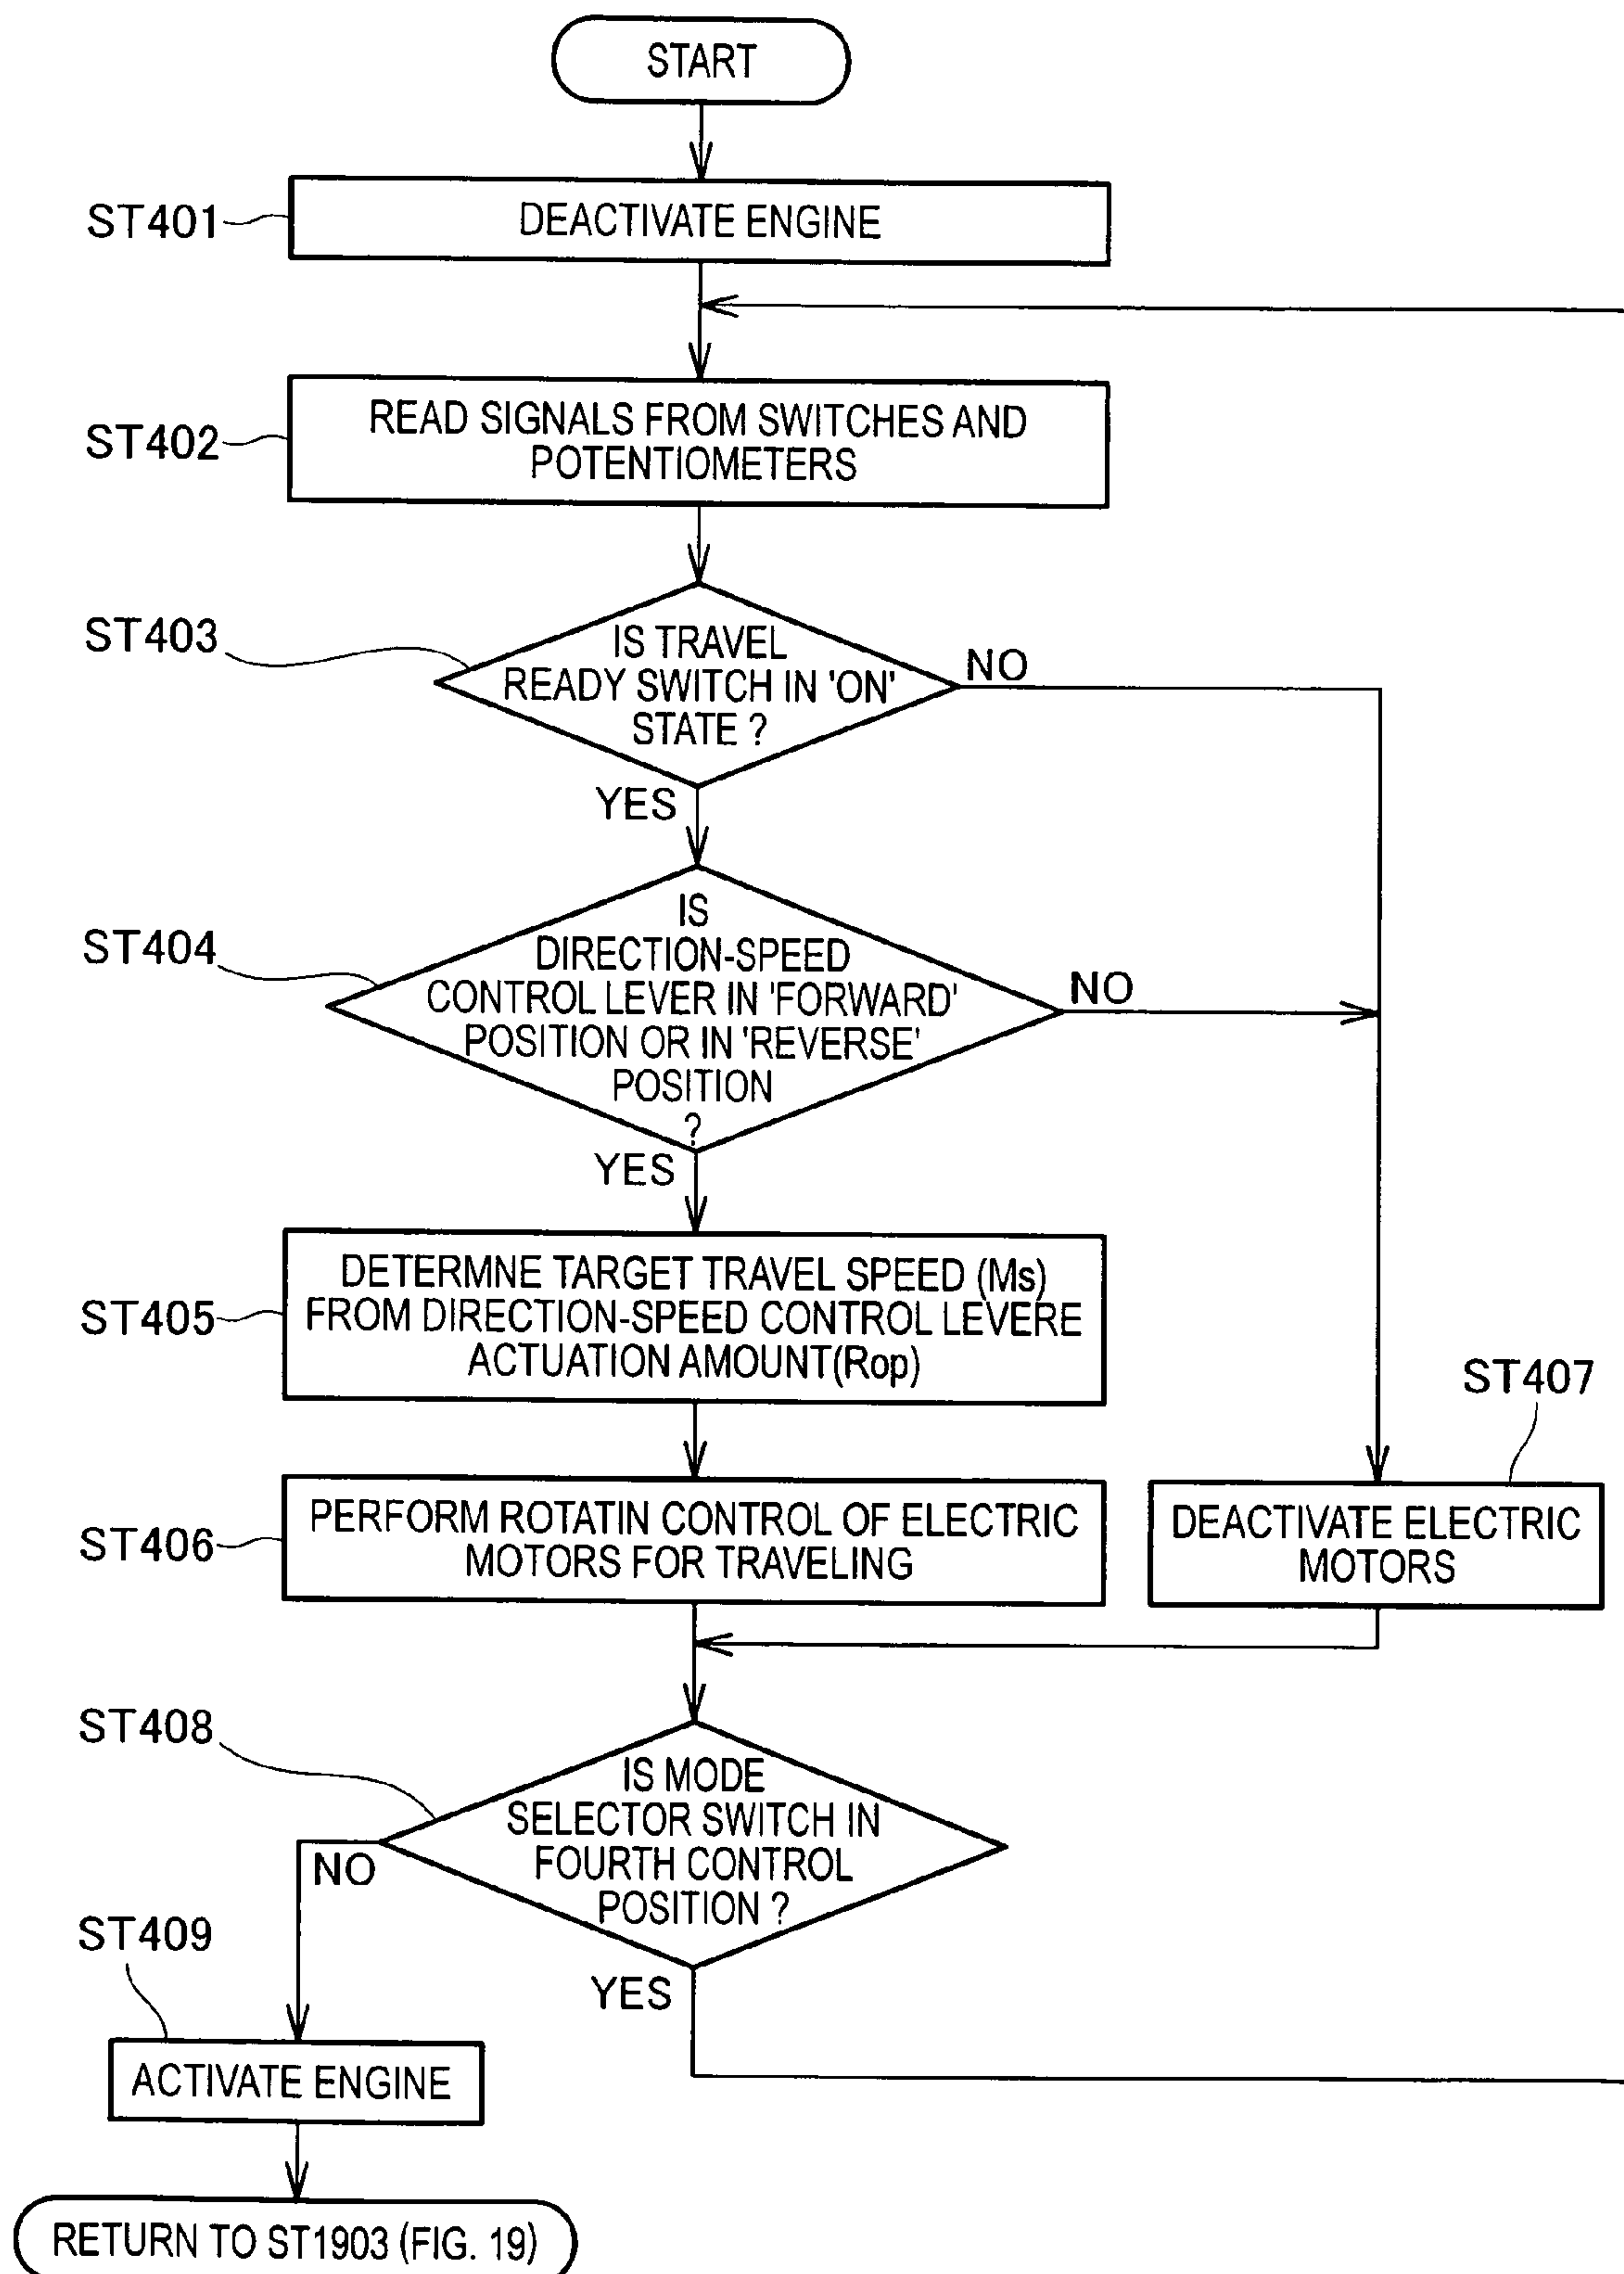 START
ST401
DEACTIVATE ENGINE
ST402
READ SIGNALS FROM SWITCHES AND
POTENTIOMETERS
ST403
IS TRAVEL
READY SWITCH IN 'ON'
STATE ?
NO
YES
ST404
IS
DIRECTION-SPEED
CONTROL LEVER IN 'FORWARD'
POSITION OR IN 'REVERSE'
POSITION
?
NO
YES
ST405
DETERMNE TARGET TRAVEL SPEED (Ms)
FROM DIRECTION-SPEED CONTROL LEVERE
ACTUATION AMOUNT(Rop)
ST406
PERFORM ROTATIN CONTROL OF ELECTRIC
MOTORS FOR TRAVELING
ST407
DEACTIVATE ELECTRIC
MOTORS
ST408
IS MODE
SELECTOR SWITCH IN
FOURTH CONTROL
POSITION ?
NO
YES
ST409
ACTIVATE ENGINE
RETURN TO ST1903 (FIG. 19)